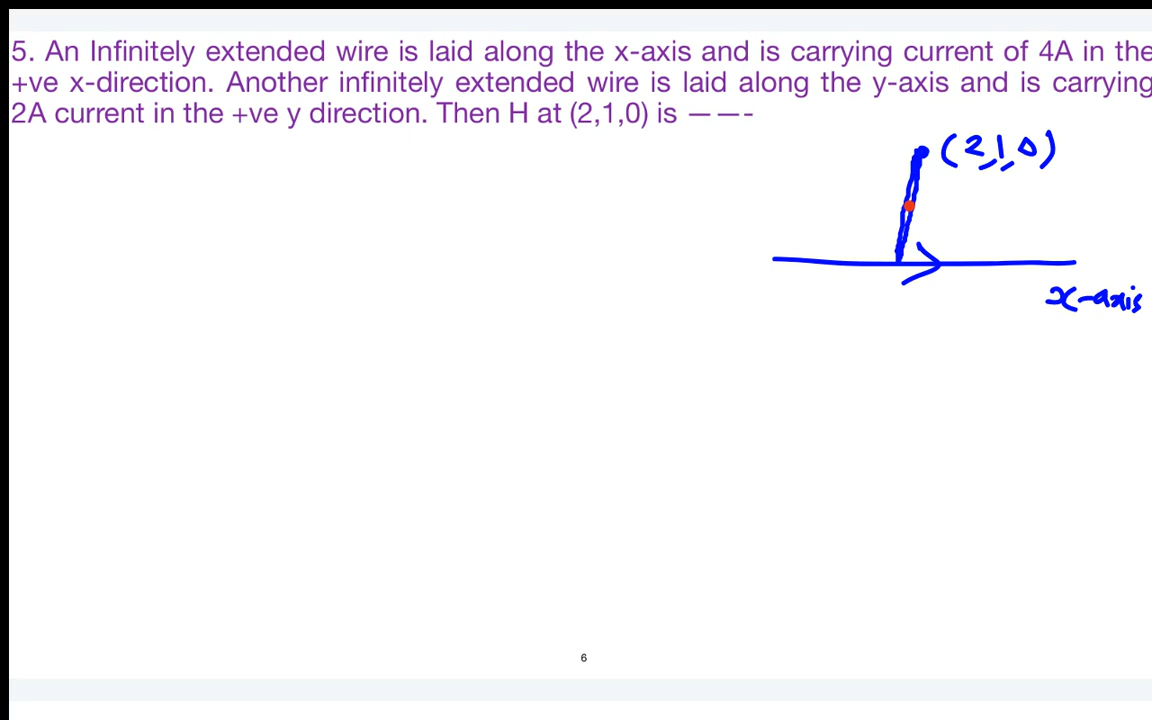 5. An Infinitely extended wire is laid along the x-axis and is carrying current of 4A in the
+ve x-direction. Another infinitely extended wire is laid along the y-axis and is carrying
2A current in the +ve y direction. Then H at (2,1,0) is — — -
(2,1,0)
x-axis
6